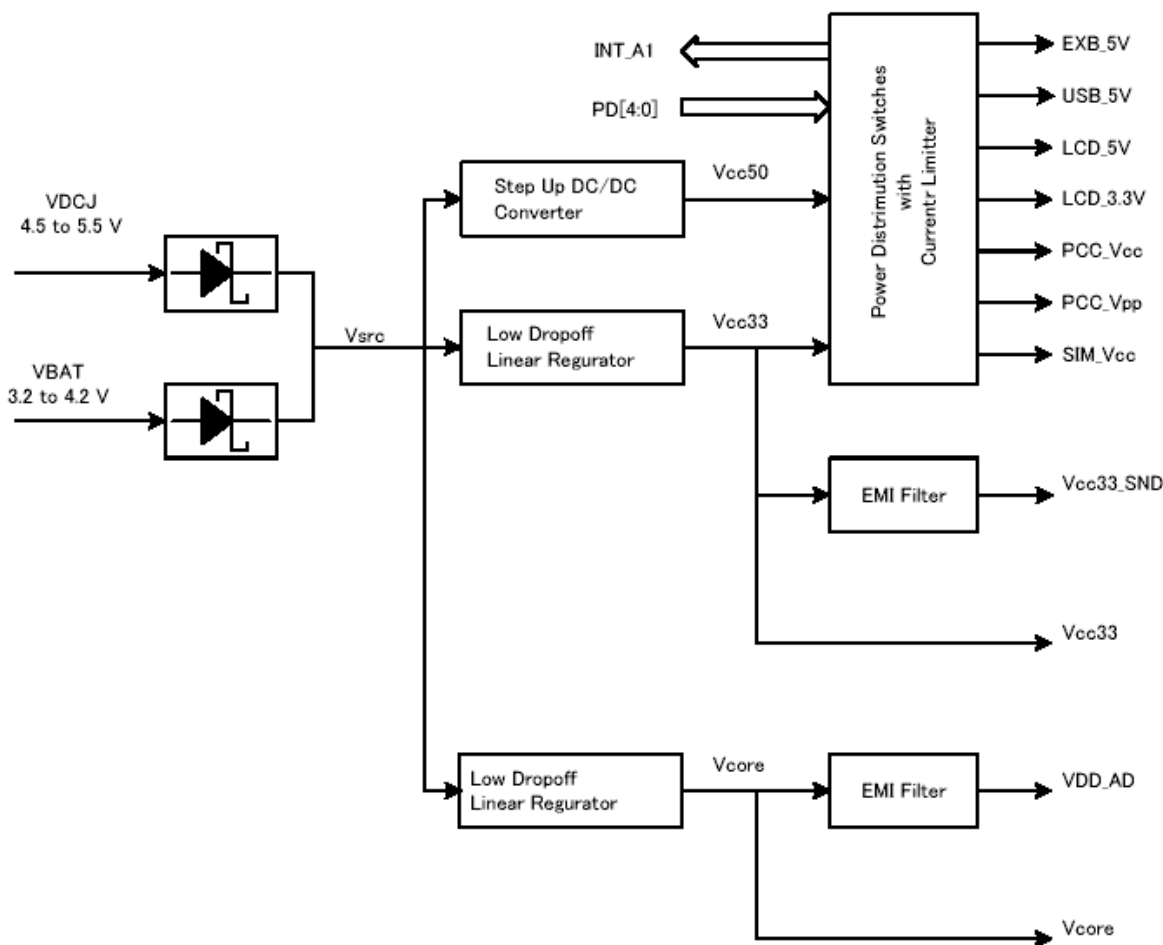 INT_A1
PD[4:0]
EXB_5V
USB_5V
LCD_5V
LCD_3.3V
PCC_Vcc
PCC_Vpp
SIM_Vcc
Power Distrimution Switches
with
Currentr Limitter
VDCJ
4.5 to 5.5 V
Step Up DC/DC
Converter
Vcc50
Vsrc
Low Dropoff
Linear Regurator
Vcc33
VBAT
3.2 to 4.2 V
EMI Filter
Vcc33_SND
Vcc33
Low Dropoff
Linear Regurator
Vcore
EMI Filter
VDD_AD
Vcore